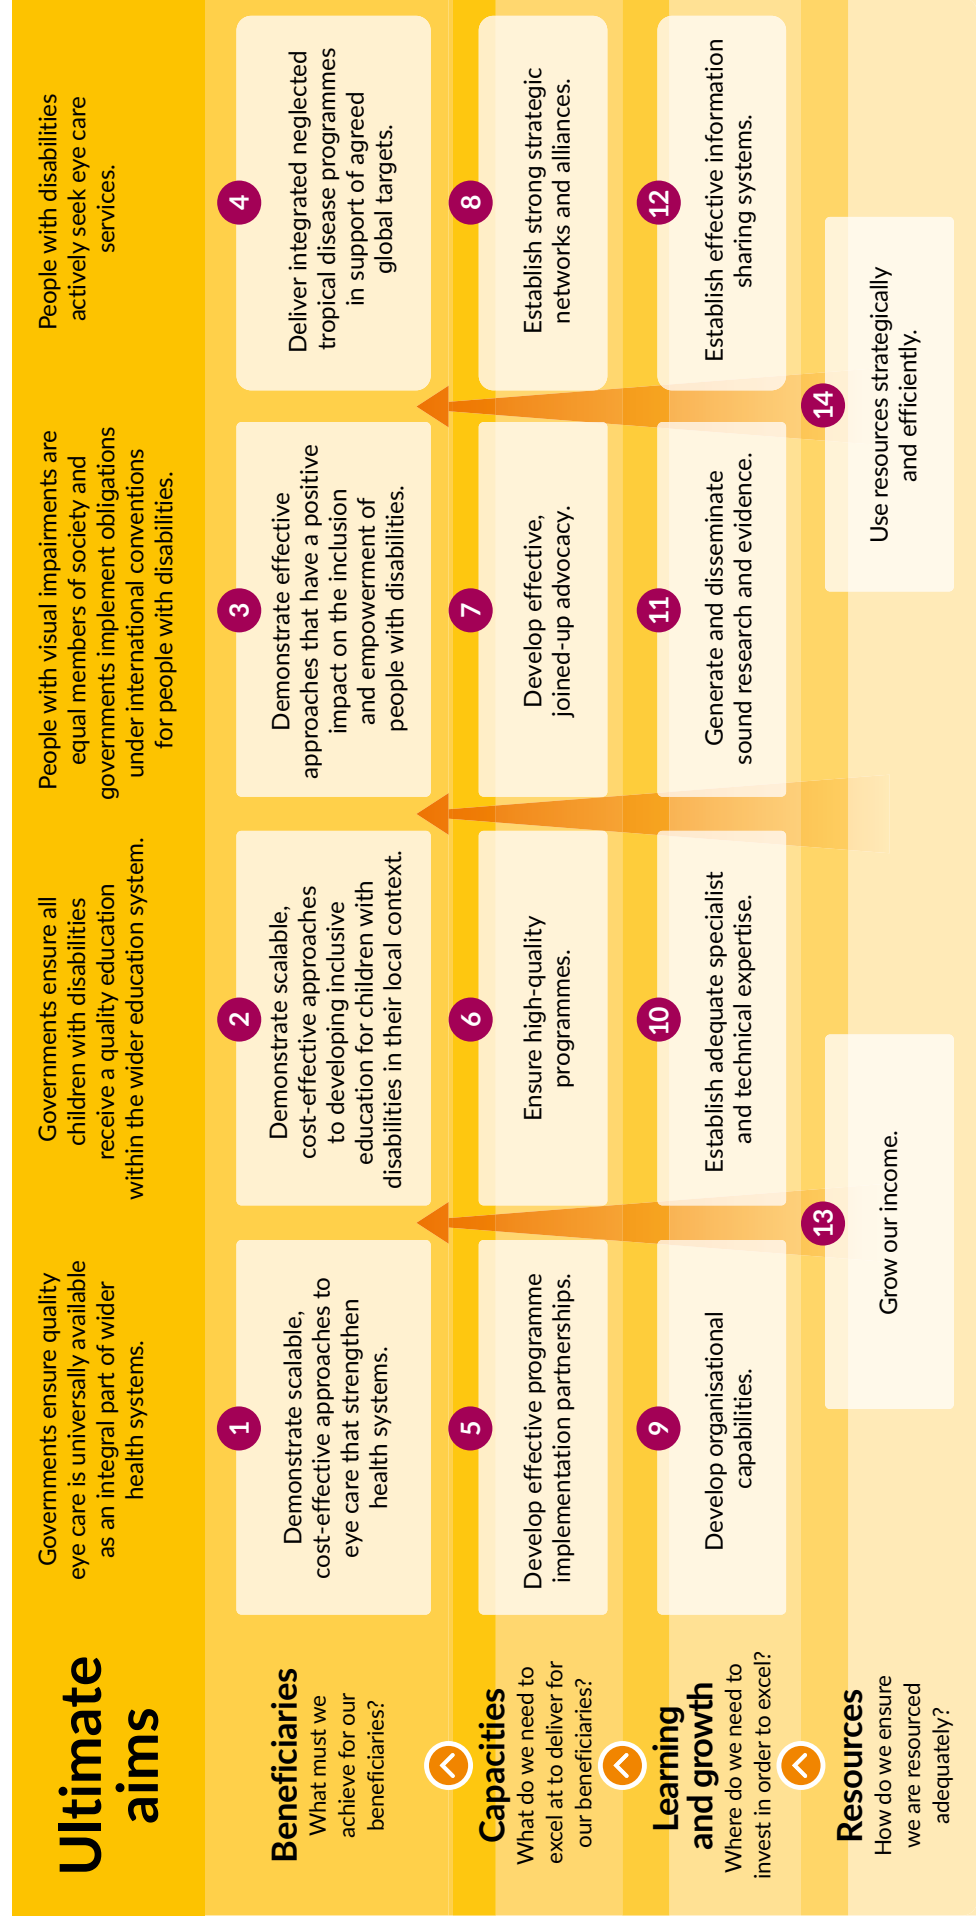 Ultimate
aims
Governments ensure quality
eye care is universally available
as an integral part of wider
health systems.
Governments ensure all
children with disabilities
receive a quality education
within the wider education system.
People with visual impairments are
equal members of society and
governments implement obligations
under international conventions
for people with disabilities.
People with disabilities
actively seek eye care
services.
Beneficiaries
What must we
achieve for our
beneficiaries?
1
Demonstrate scalable,
cost-effective approaches to
eye care that strengthen
health systems.
2
Demonstrate scalable,
cost-effective approaches
to developing inclusive
education for children with
disabilities in their local context.
3
Demonstrate effective
approaches that have a positive
impact on the inclusion
and empowerment of
people with disabilities.
4
Deliver integrated neglected
tropical disease programmes
in support of agreed
global targets.
Capacities
What do we need to
excel at to deliver for
our beneficiaries?
5
Develop effective programme
implementation partnerships.
6
Ensure high-quality
programmes.
7
Develop effective,
joined-up advocacy.
8
Establish strong strategic
networks and alliances.
Learning
and growth
Where do we need to
invest in order to excel?
9
Develop organisational
capabilities.
10
Establish adequate specialist
and technical expertise.
11
Generate and disseminate
sound research and evidence.
12
Establish effective information
sharing systems.
Resources
How do we ensure
we are resourced
adequately?
13
Grow our income.
14
Use resources strategically
and efficiently.